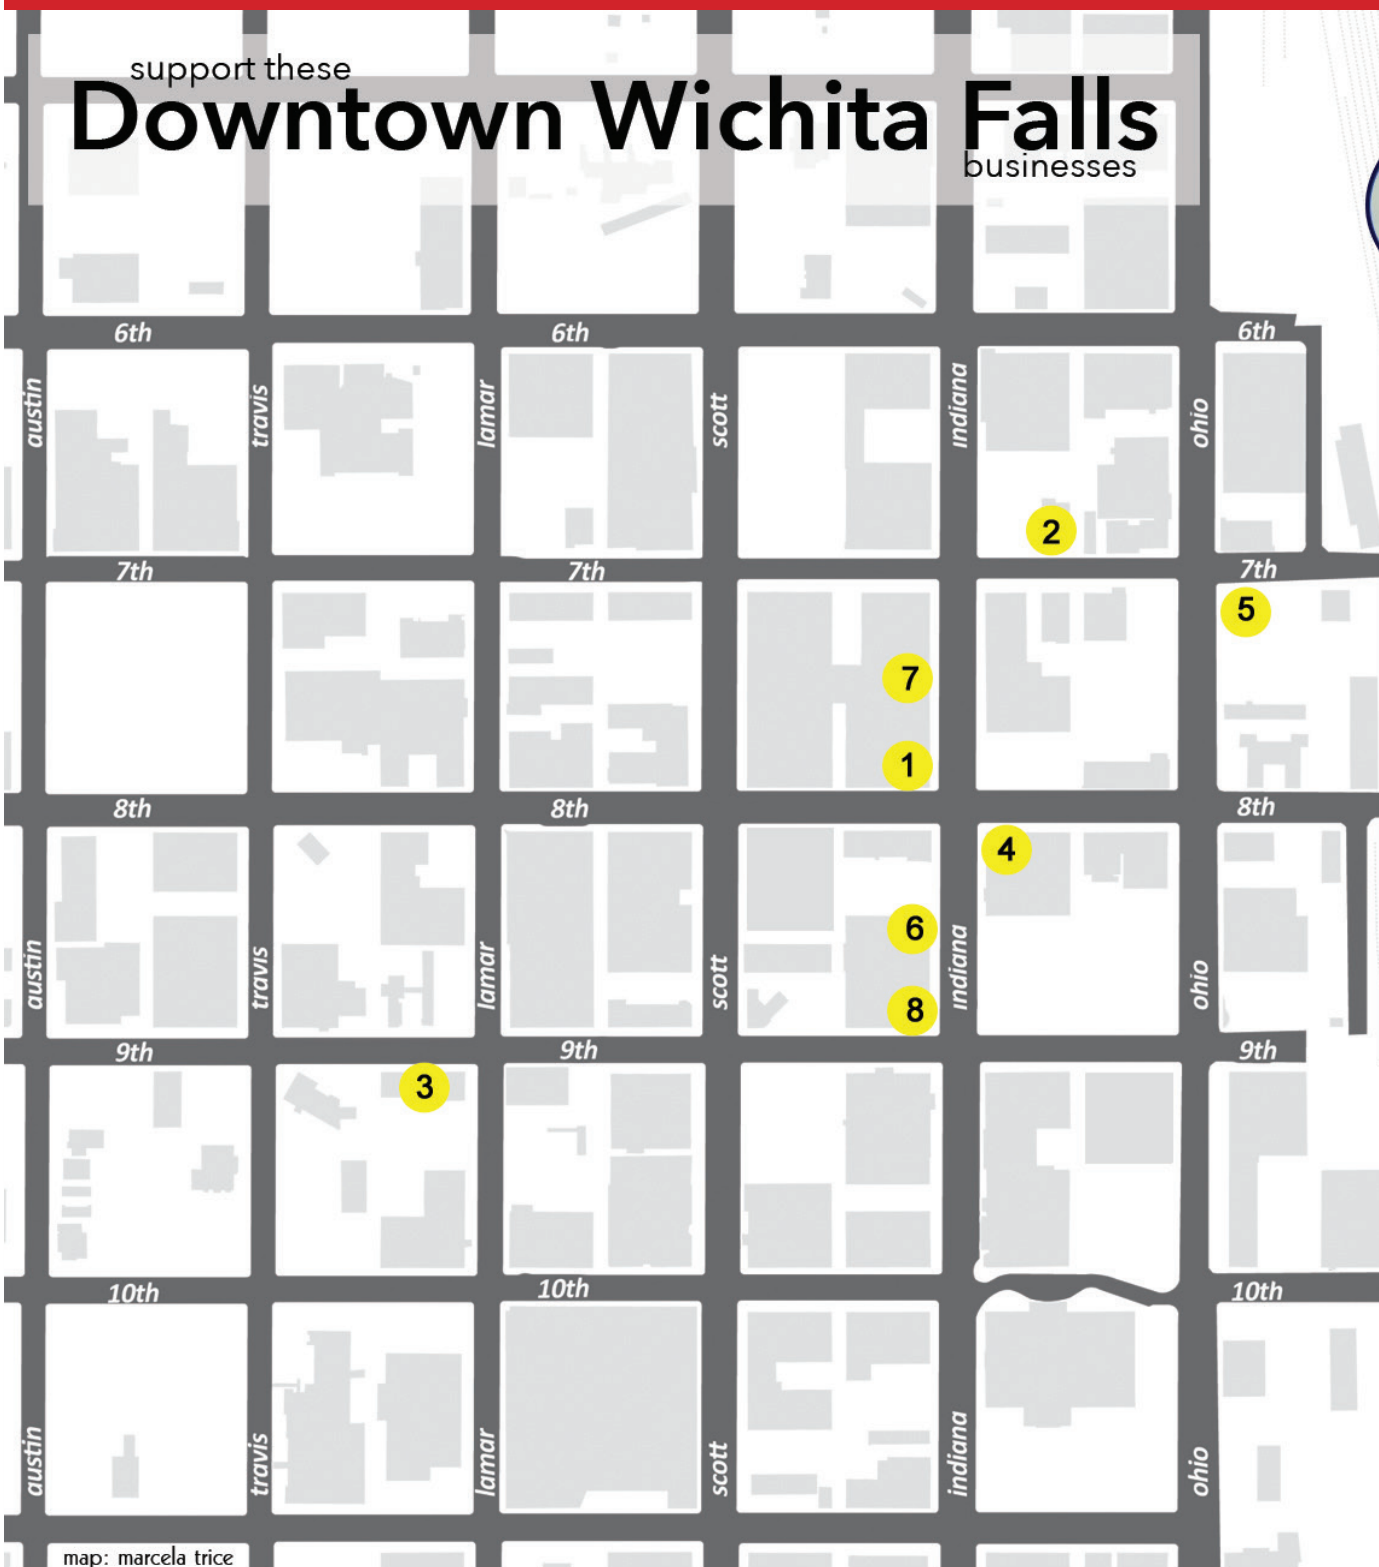 support these
Downtown Wichita Falls
businesses
6th
6th
6th
austin
travis
lamar
scott
indiana
ohio
2
7th
7th
7th
5
7
1
8th
8th
8th
4
6
austin
travis
lamar
scott
indiana
ohio
8
9th
9th
9th
3
10th
10th
10th
austin
travis
lamar
scott
indiana
ohio
map: marcela trice